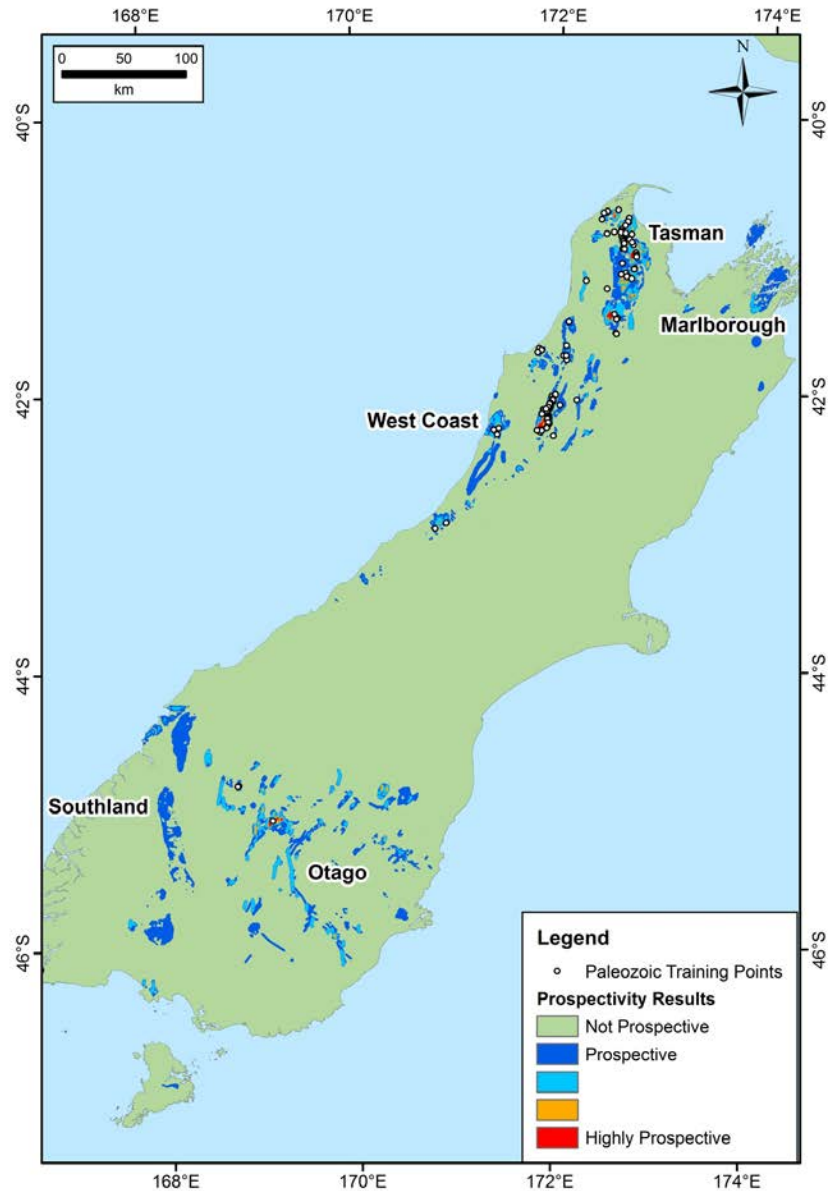 168°E 170°E 172°E 174°E
0 50 100
km
N
40°S 40°S
Tasman
Marlborough
42°S 42°S
West Coast
44°S 44°S
Southland
Otago
46°S 46°S
Legend
Paleozoic Training Points
Prospectivity Results
Not Prospective
Prospective
Highly Prospective
168°E 170°E 172°E 174°E